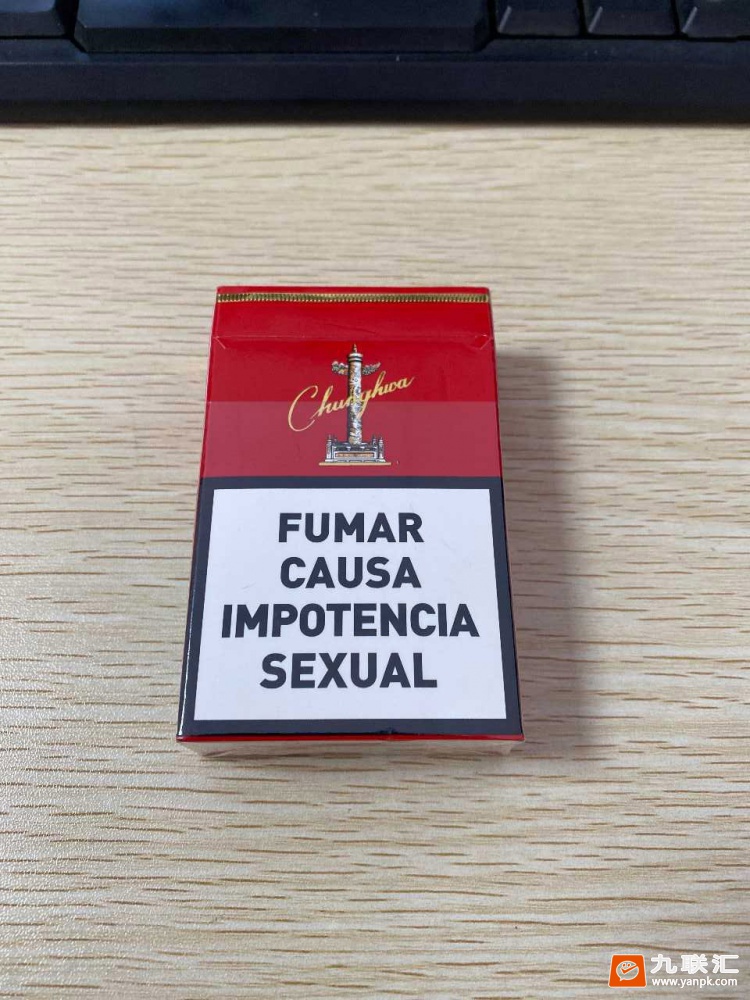 Chunghwa
FUMAR
CAUSA
IMPOTENCIA
SEXUAL
九联汇
www.yanpk.com